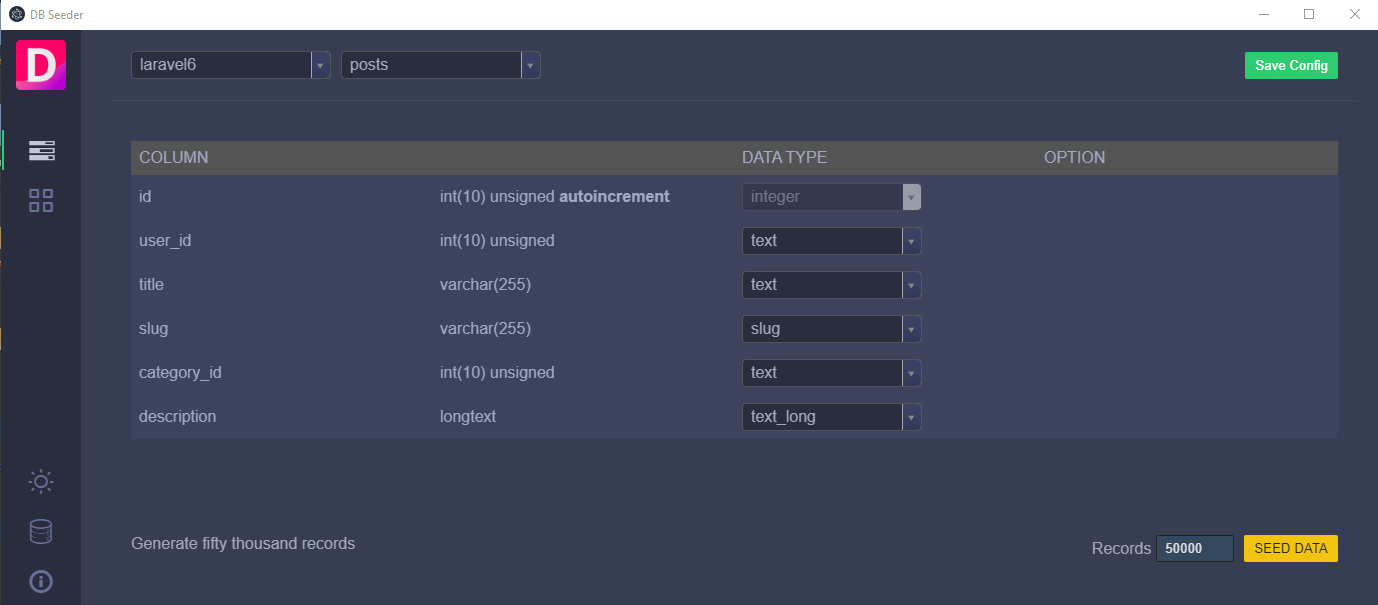 DB Seeder
D
laravel6 posts Save Config
COLUMN DATA TYPE OPTION
id int(10) unsigned autoincrement integer
user_id int(10) unsigned text
title varchar(255) text
slug varchar(255) slug
category_id int(10) unsigned text
description longtext text_long
Generate fifty thousand records Records 50000 SEED DATA